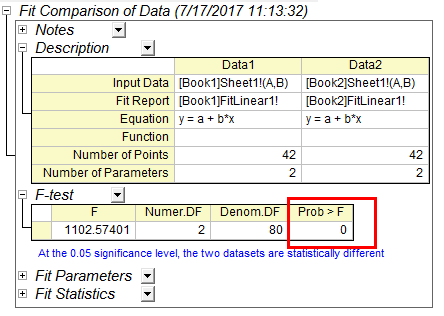 Fit Comparison of Data (7/17/2017 11:13:32)
Notes
Description
Data1 Data2
Input Data [Book1]Sheet1!(A,B) [Book2]Sheet1!(A,B)
Fit Report [Book1]FitLinear1! [Book2]FitLinear1!
Equation y = a + b*x y = a + b*x
Function
Number of Points 42 42
Number of Parameters 2 2
F-test
F Numer.DF Denom.DF Prob > F
1102.57401 2 80 0
At the 0.05 significance level, the two datasets are statistically different
Fit Parameters
Fit Statistics